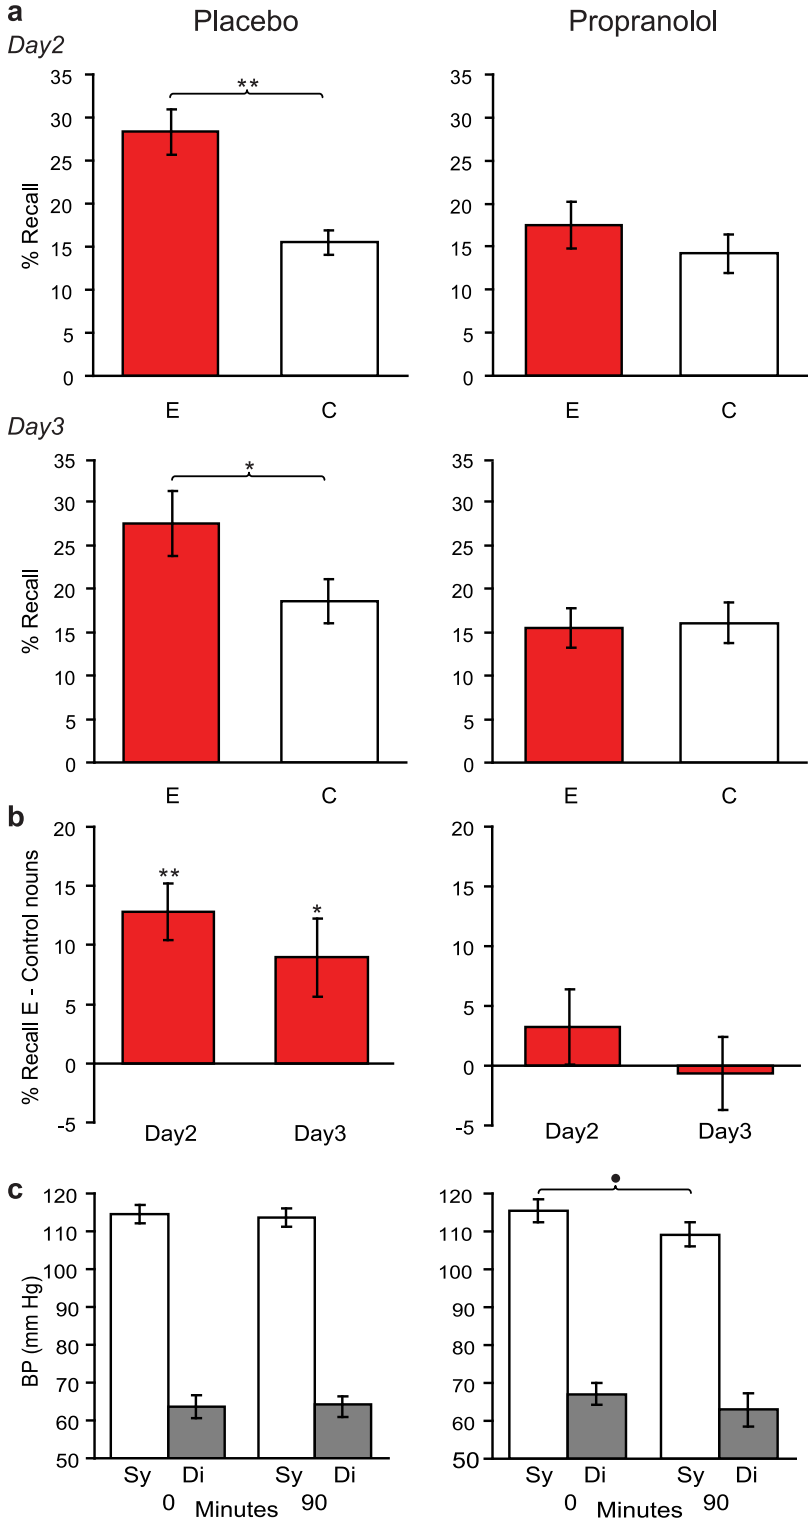 a
Placebo
Propranolol
Day2
35
30
25
20
15
10
5
0
% Recall
**
E
C
35
30
25
20
15
10
5
0
% Recall
E
C
Day3
35
30
25
20
15
10
5
0
% Recall
*
E
C
35
30
25
20
15
10
5
0
E
C
b
20
15
10
5
0
-5
% Recall E - Control nouns
**
*
Day2
Day3
20
15
10
5
0
-5
Day2
Day3
c
120
110
100
90
80
70
60
50
BP (mm Hg)
Sy Di Sy Di
0 Minutes 90
120
110
100
90
80
70
60
50
•
Sy Di Sy Di
0 Minutes 90